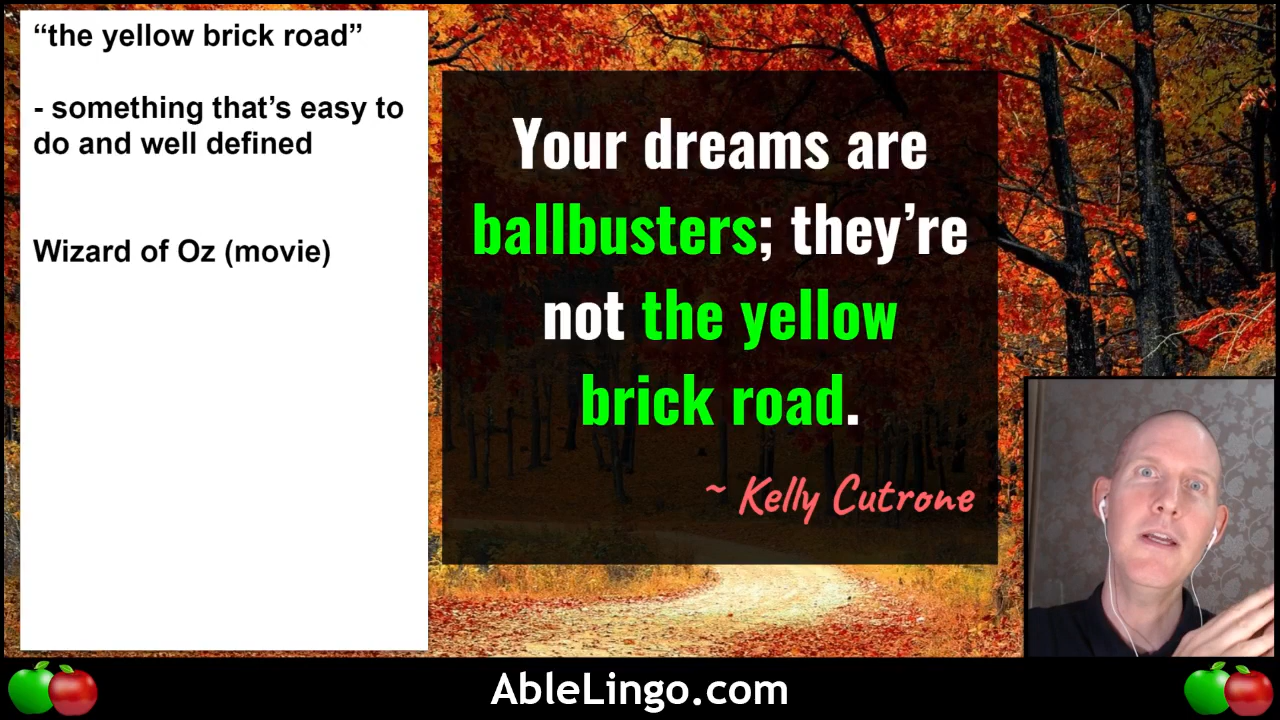 “the yellow brick road”
- something that’s easy to
do and well defined
Wizard of Oz (movie)
Your dreams are
ballbusters; they’re
not the yellow
brick road.
~ Kelly Cutrone
AbleLingo.com